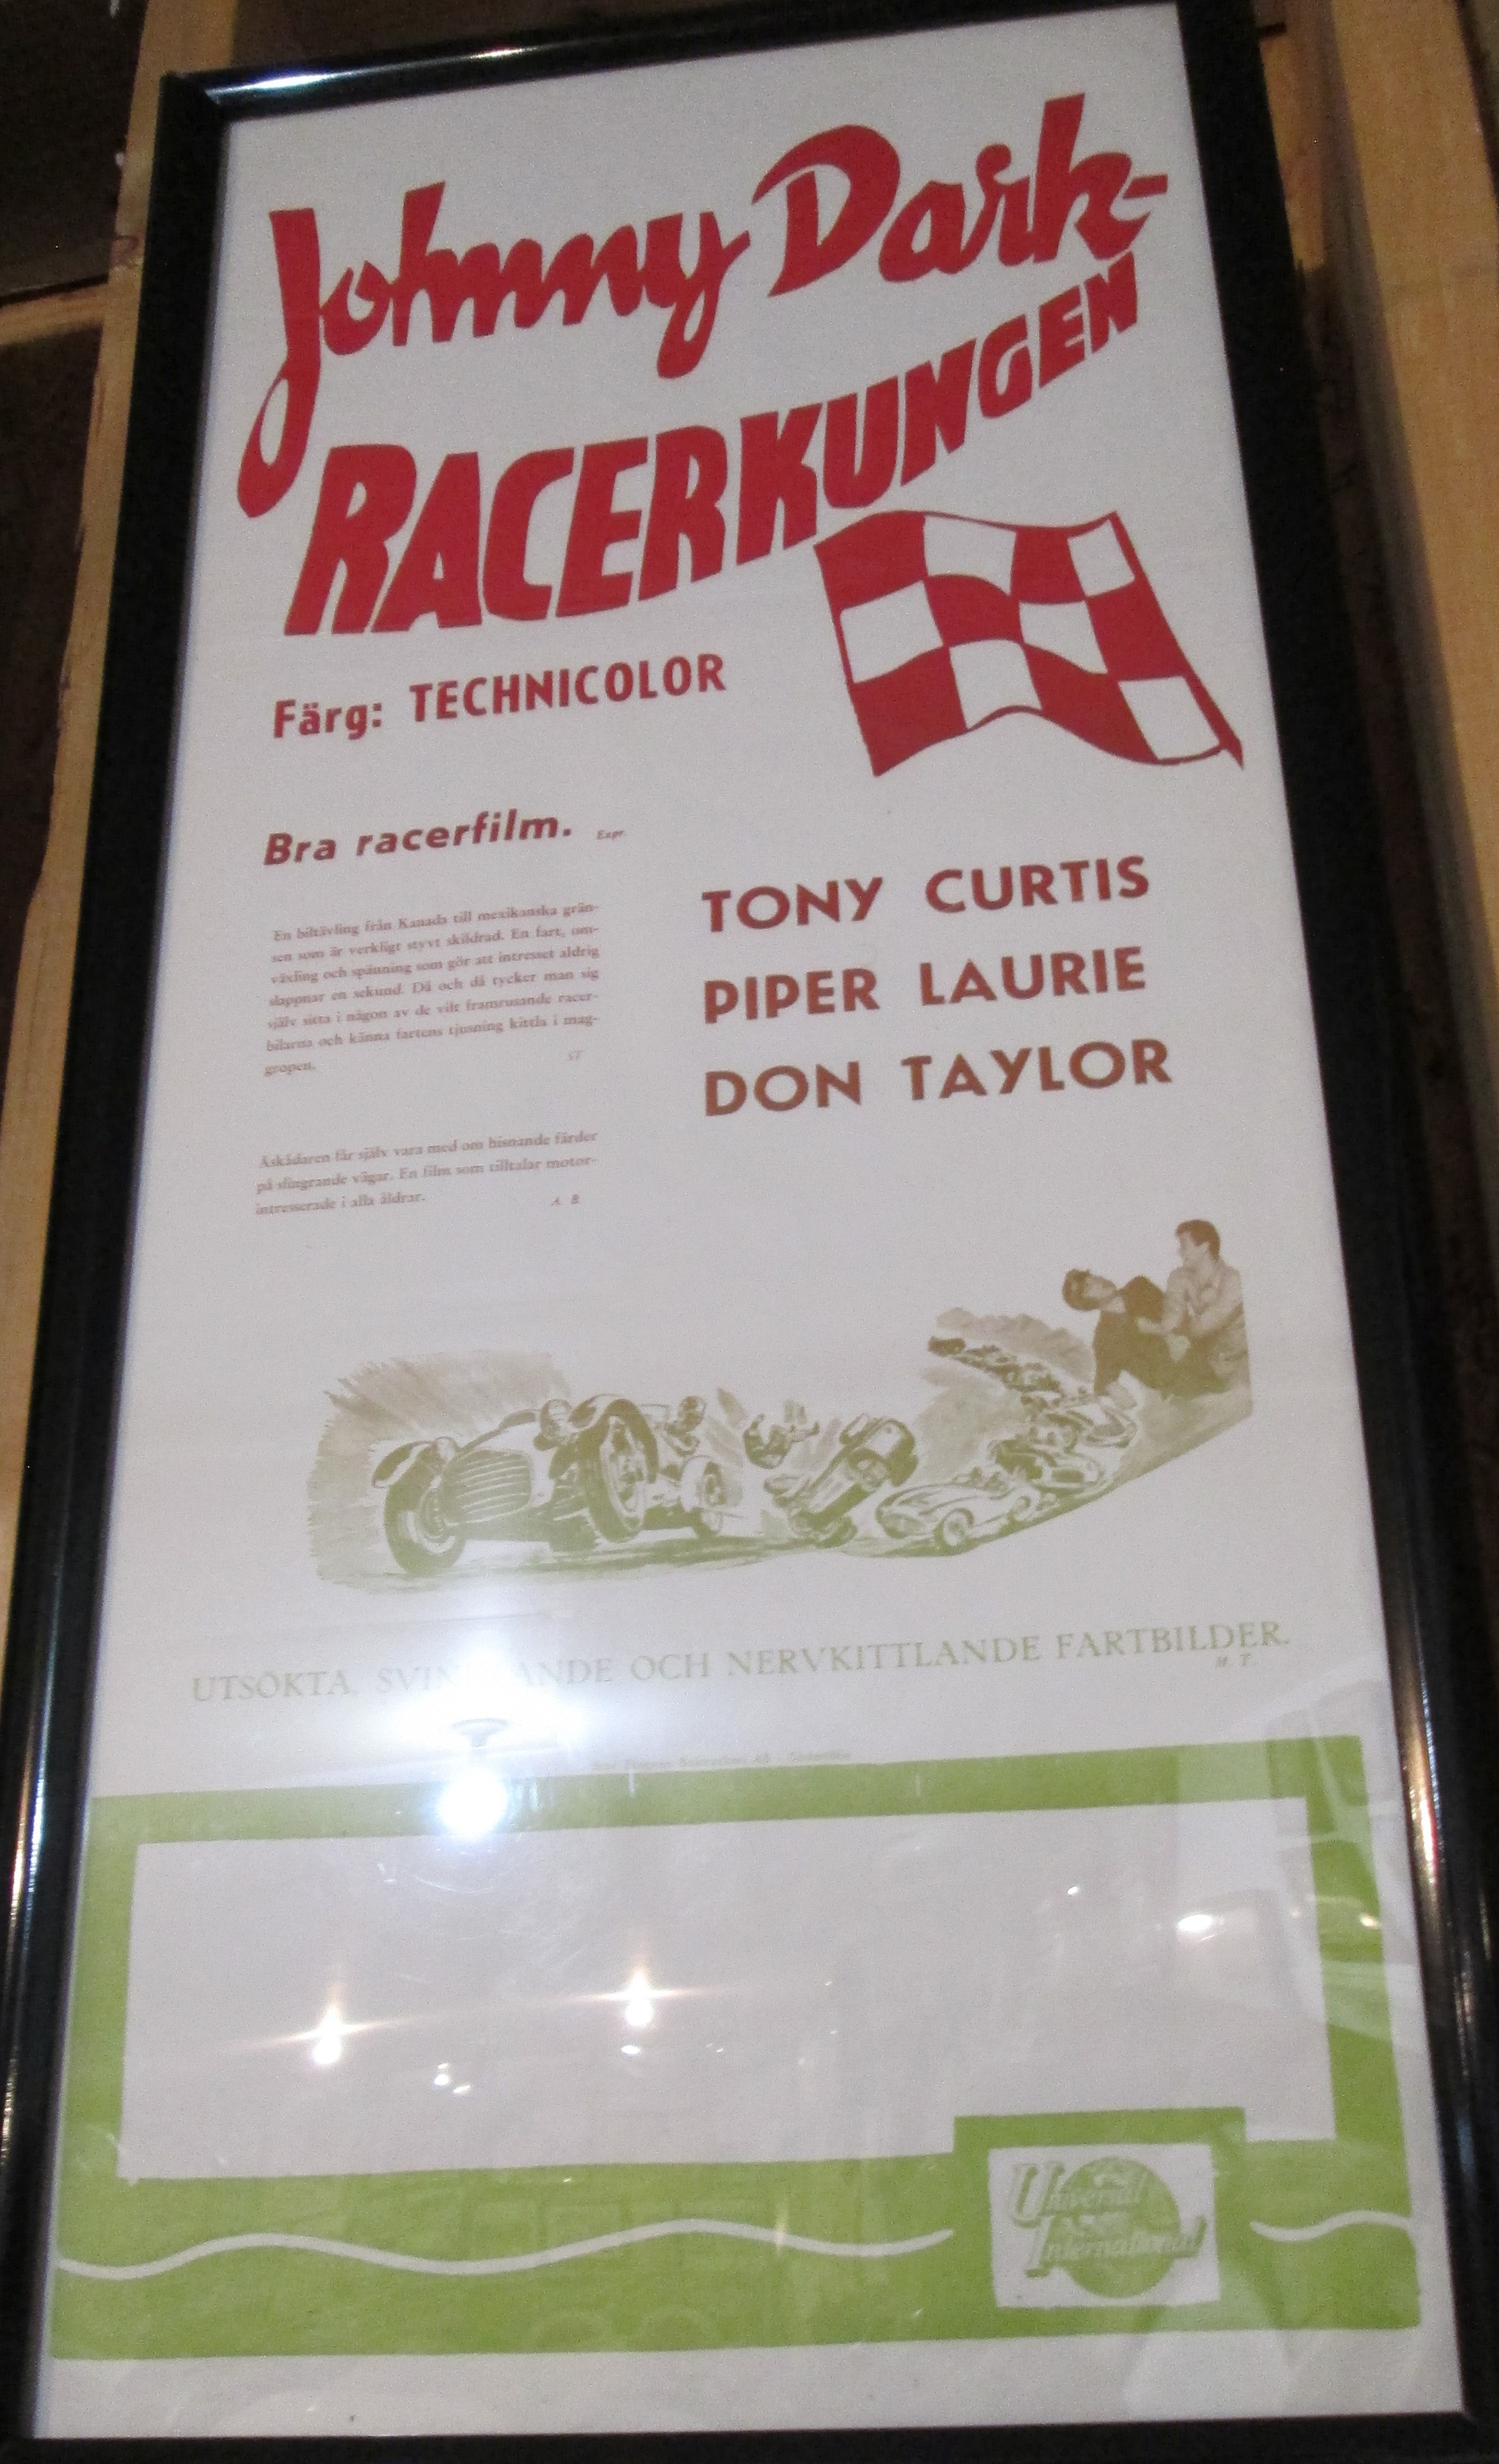 Johnny Dark-
RACERKUNGEN
Färg: TECHNICOLOR
Bra racerfilm. Expr.
En biltävling från Kanada till mexikanska grän-
sen som är verkligt styvt skildrad. En fart, om-
växling och spänning som gör att intresset aldrig
slappnar en sekund. Då och då tycker man sig
själv sitta i någon av de vilt framrusande racer-
bilarna och känna fartens tjusning kittla i mag-
gropen.
ST
Åskådaren får själv vara med om hisnande färder
på slingrande vägar. En film som tilltalar motor-
intresserade i alla åldrar.
A. B.
TONY CURTIS
PIPER LAURIE
DON TAYLOR
UTSÖKTA, OCH NERVKITTLANDE FARTBILDER.
H. T.
Universal
International